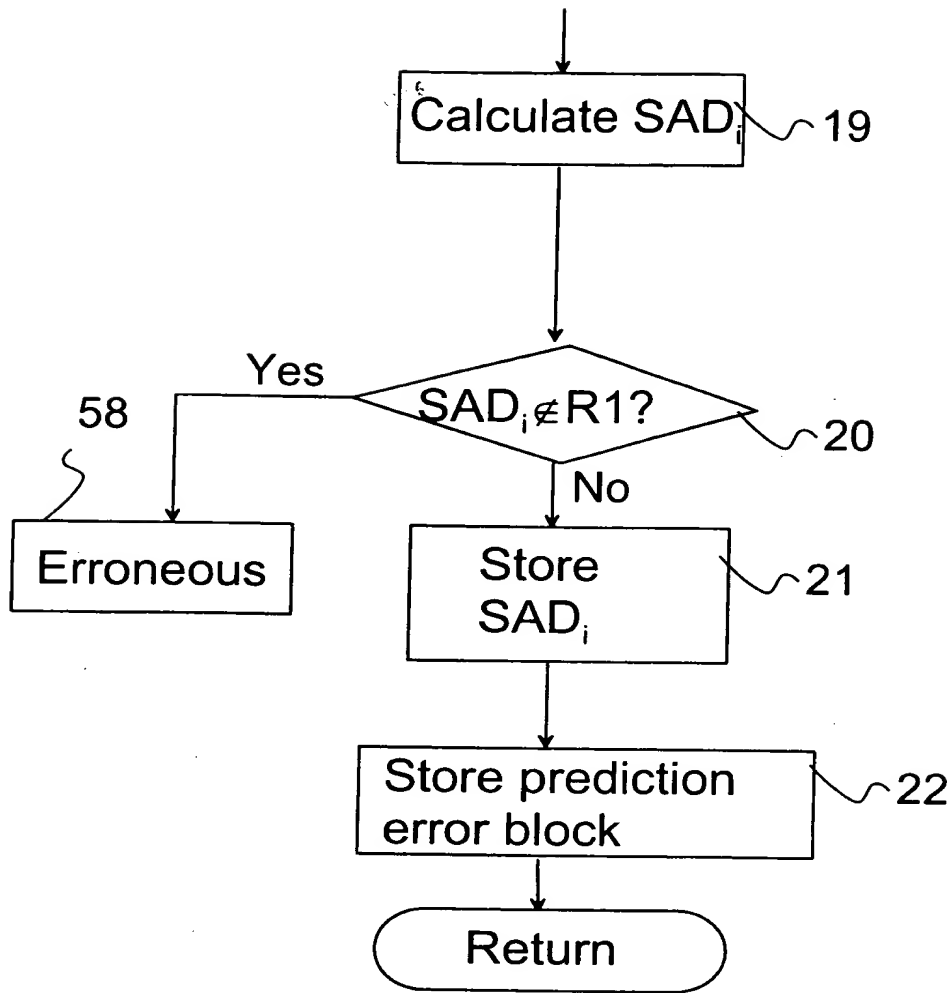 Calculate SADᵢ
19
Yes
SADᵢ∉R1?
20
58
No
Erroneous
Store
SADᵢ
21
Store prediction
error block
22
Return